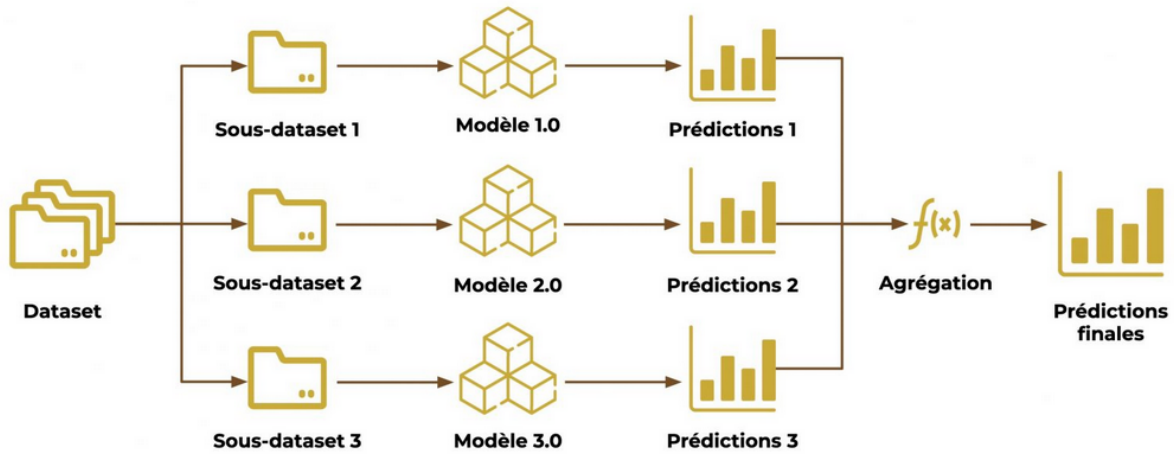 Sous-dataset 1
Modèle 1.0
Prédictions 1
Dataset
Sous-dataset 2
Modèle 2.0
Prédictions 2
f(x)
Agrégation
Prédictions
finales
Sous-dataset 3
Modèle 3.0
Prédictions 3